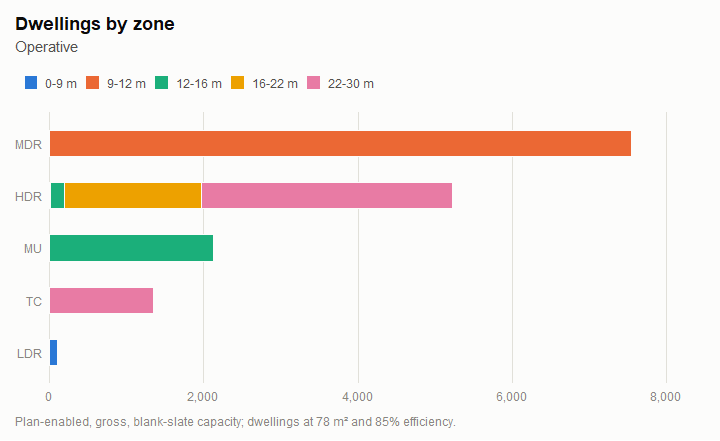 Dwellings by zone
Operative
0-9 m 9-12 m 12-16 m 16-22 m 22-30 m
MDR
HDR
MU
TC
LDR
0 2,000 4,000 6,000 8,000
Plan-enabled, gross, blank-slate capacity; dwellings at 78 m² and 85% efficiency.